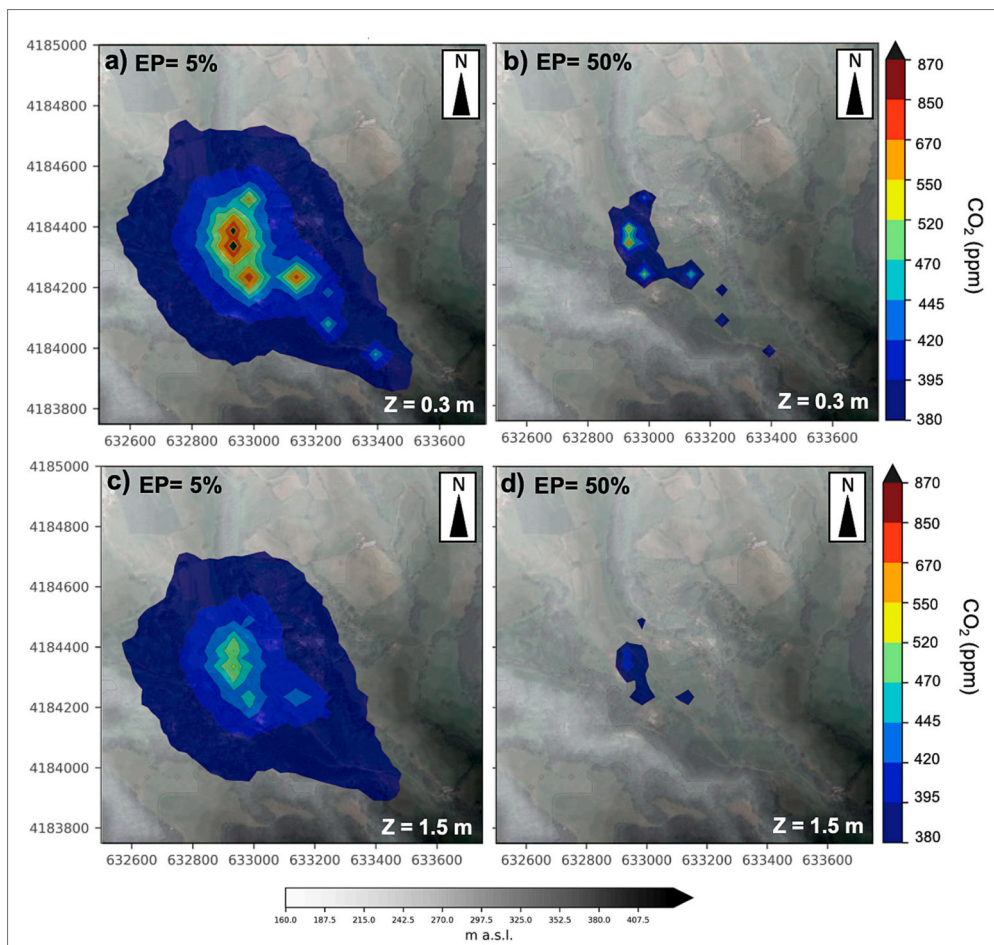 a) EP= 5%
N
4185000
4184800
4184600
4184400
4184200
4184000
4183800
Z = 0.3 m
632600 632800 633000 633200 633400 633600
b) EP= 50%
N
Z = 0.3 m
632600 632800 633000 633200 633400 633600
870
850
670
550
520
470
445
420
395
380
CO₂ (ppm)
c) EP= 5%
N
4185000
4184800
4184600
4184400
4184200
4184000
4183800
Z = 1.5 m
632600 632800 633000 633200 633400 633600
d) EP= 50%
N
Z = 1.5 m
632600 632800 633000 633200 633400 633600
870
850
670
550
520
470
445
420
395
380
CO₂ (ppm)
160.0 187.5 215.0 242.5 270.0 297.5 325.0 352.5 380.0 407.5
m a.s.l.